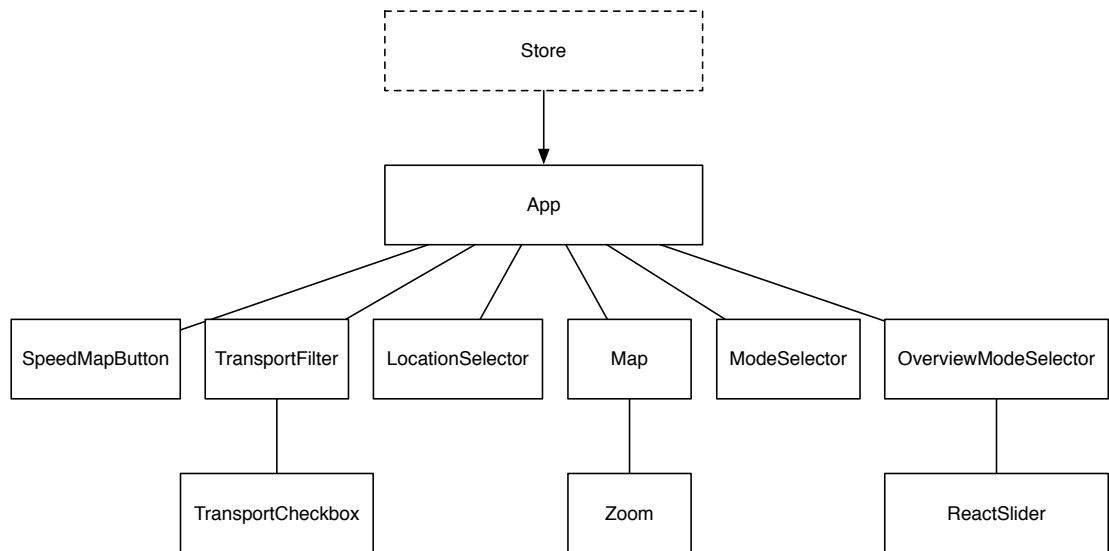 Store
App
SpeedMapButton
TransportFilter
LocationSelector
Map
ModeSelector
OverviewModeSelector
TransportCheckbox
Zoom
ReactSlider